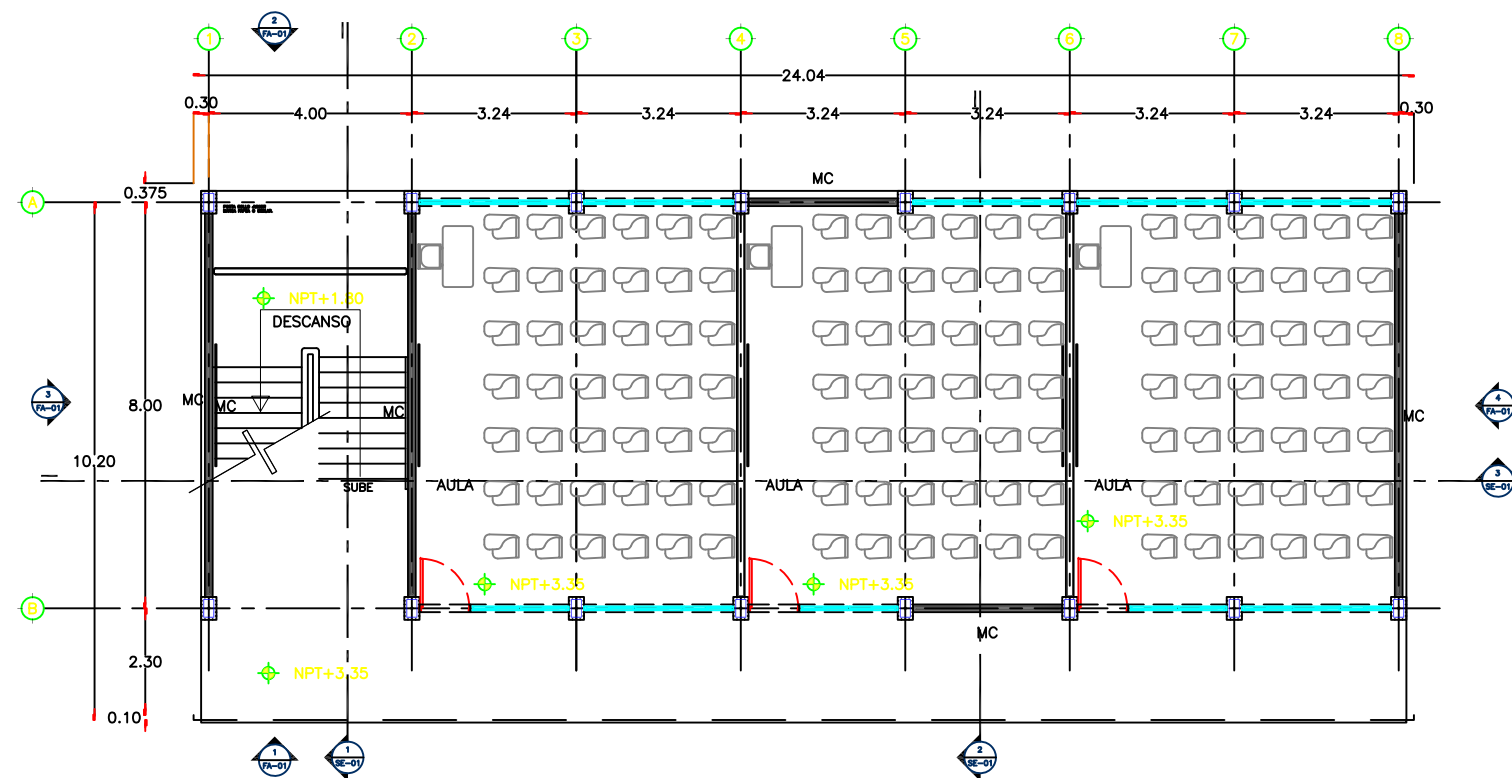 2
FA-01
1
2
3
4
5
6
7
8
24.04
0.30
4.00
3.24
3.24
3.24
3.24
3.24
3.24
0.30
MC
0.375
A
NPT+1.80
DESCANSO
3
FA-01
MC
MC
MC
8.00
4
FA-01
MC
10.20
SUBE
AULA
AULA
AULA
3
SE-01
NPT+3.35
NPT+3.35
NPT+3.35
B
MC
2.30
NPT+3.35
0.10
1
FA-01
1
SE-01
2
SE-01